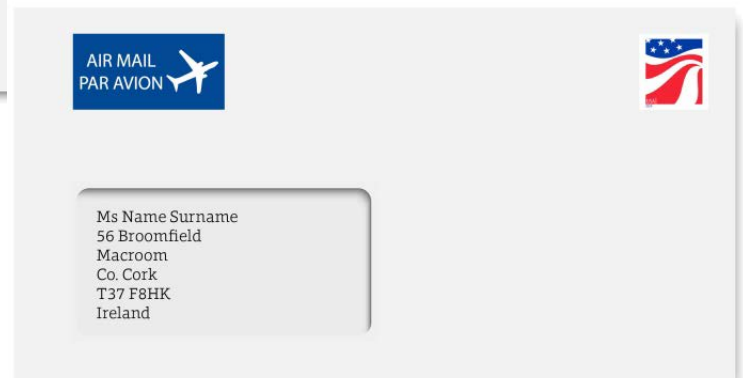 AIR MAIL
PAR AVION
Ms Name Surname
56 Broomfield
Macroom
Co. Cork
T37 F8HK
Ireland